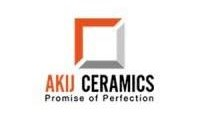 AKIJ CERAMICS
Promise of Perfection